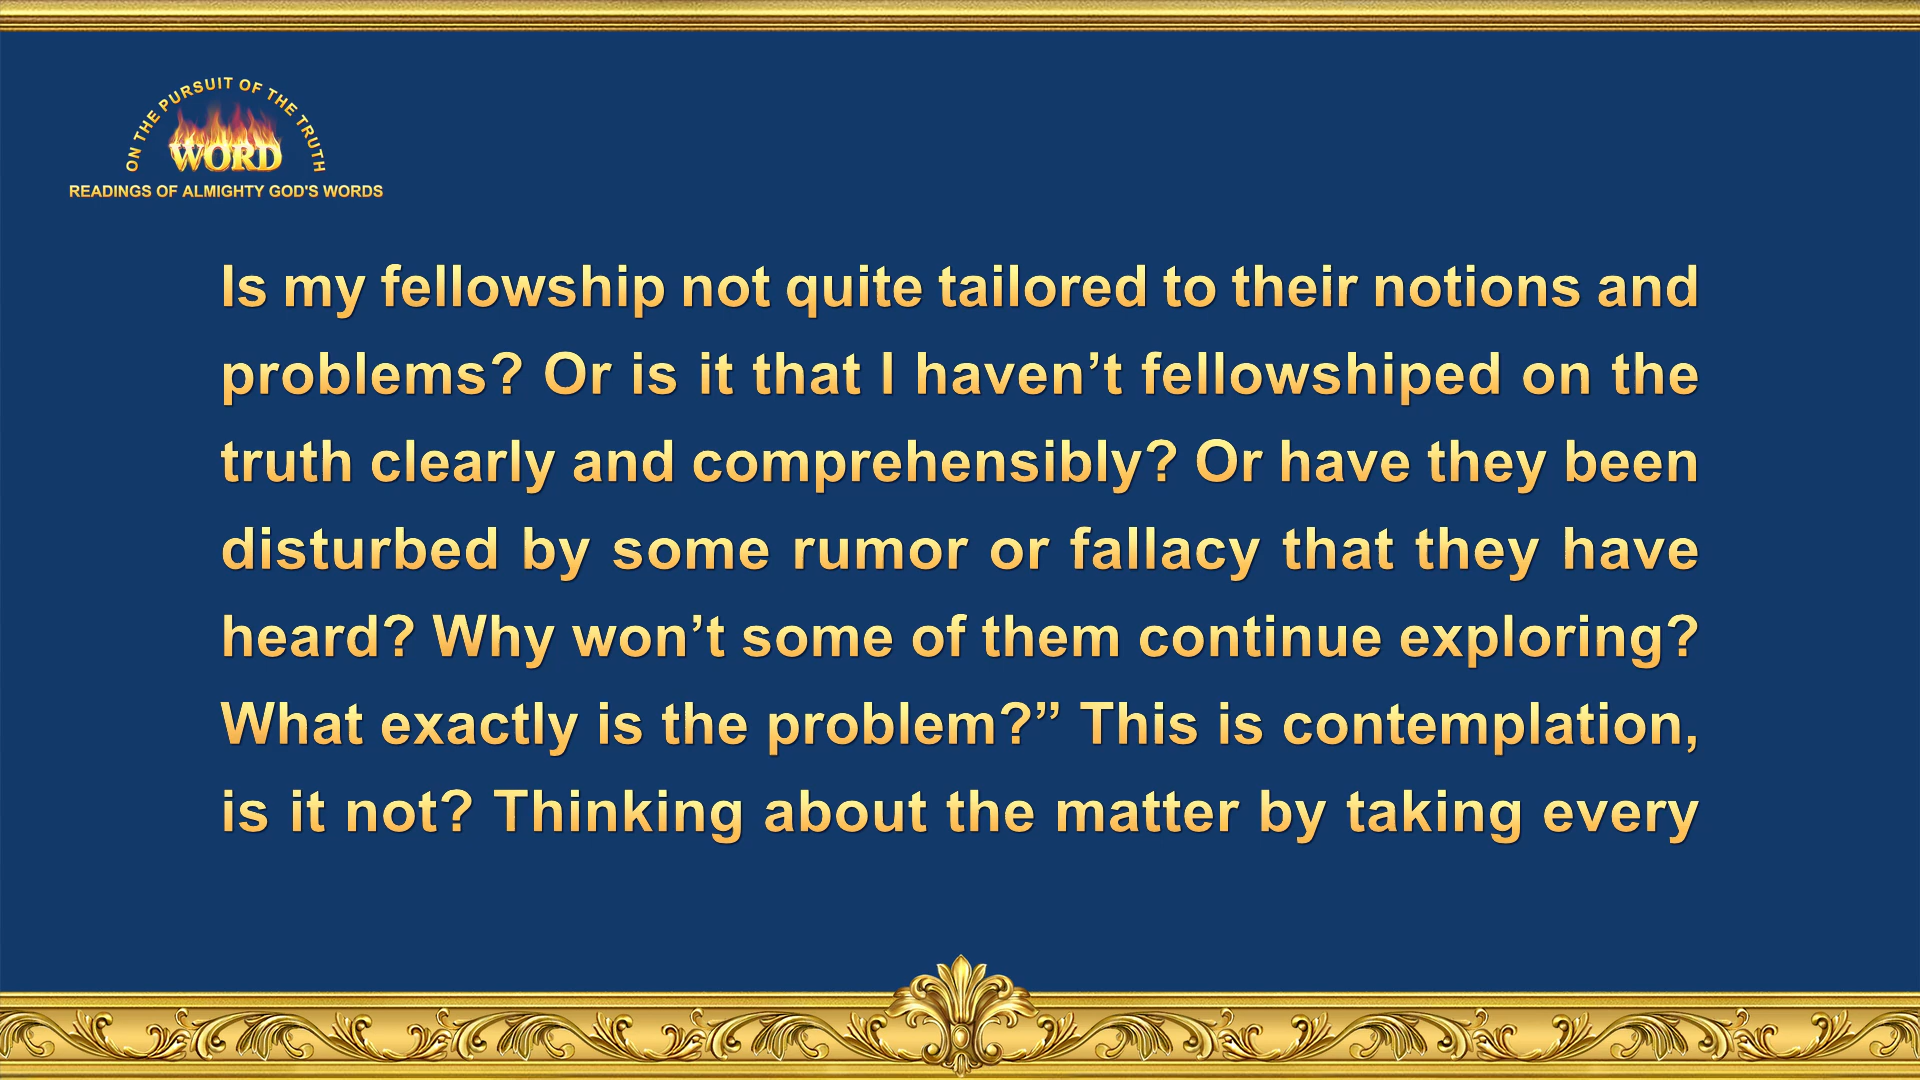 ON THE PURSUIT OF THE TRUTH
WORD
READINGS OF ALMIGHTY GOD'S WORDS
Is my fellowship not quite tailored to their notions and
problems? Or is it that I haven’t fellowshiped on the
truth clearly and comprehensibly? Or have they been
disturbed by some rumor or fallacy that they have
heard? Why won’t some of them continue exploring?
What exactly is the problem?” This is contemplation,
is it not? Thinking about the matter by taking every